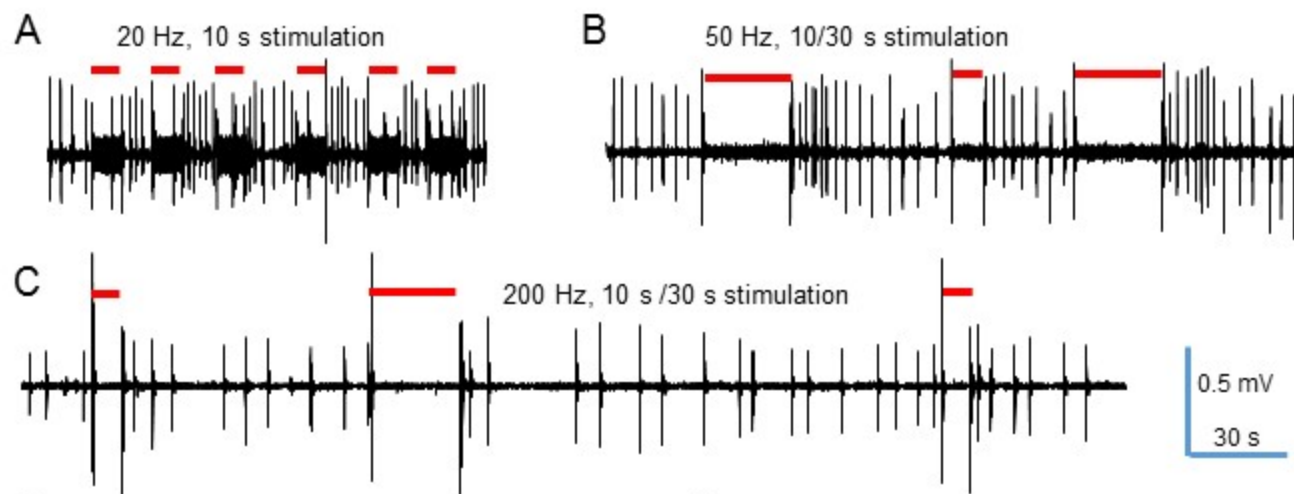 A
20 Hz, 10 s stimulation
B
50 Hz, 10/30 s stimulation
C
200 Hz, 10 s /30 s stimulation
0.5 mV
30 s